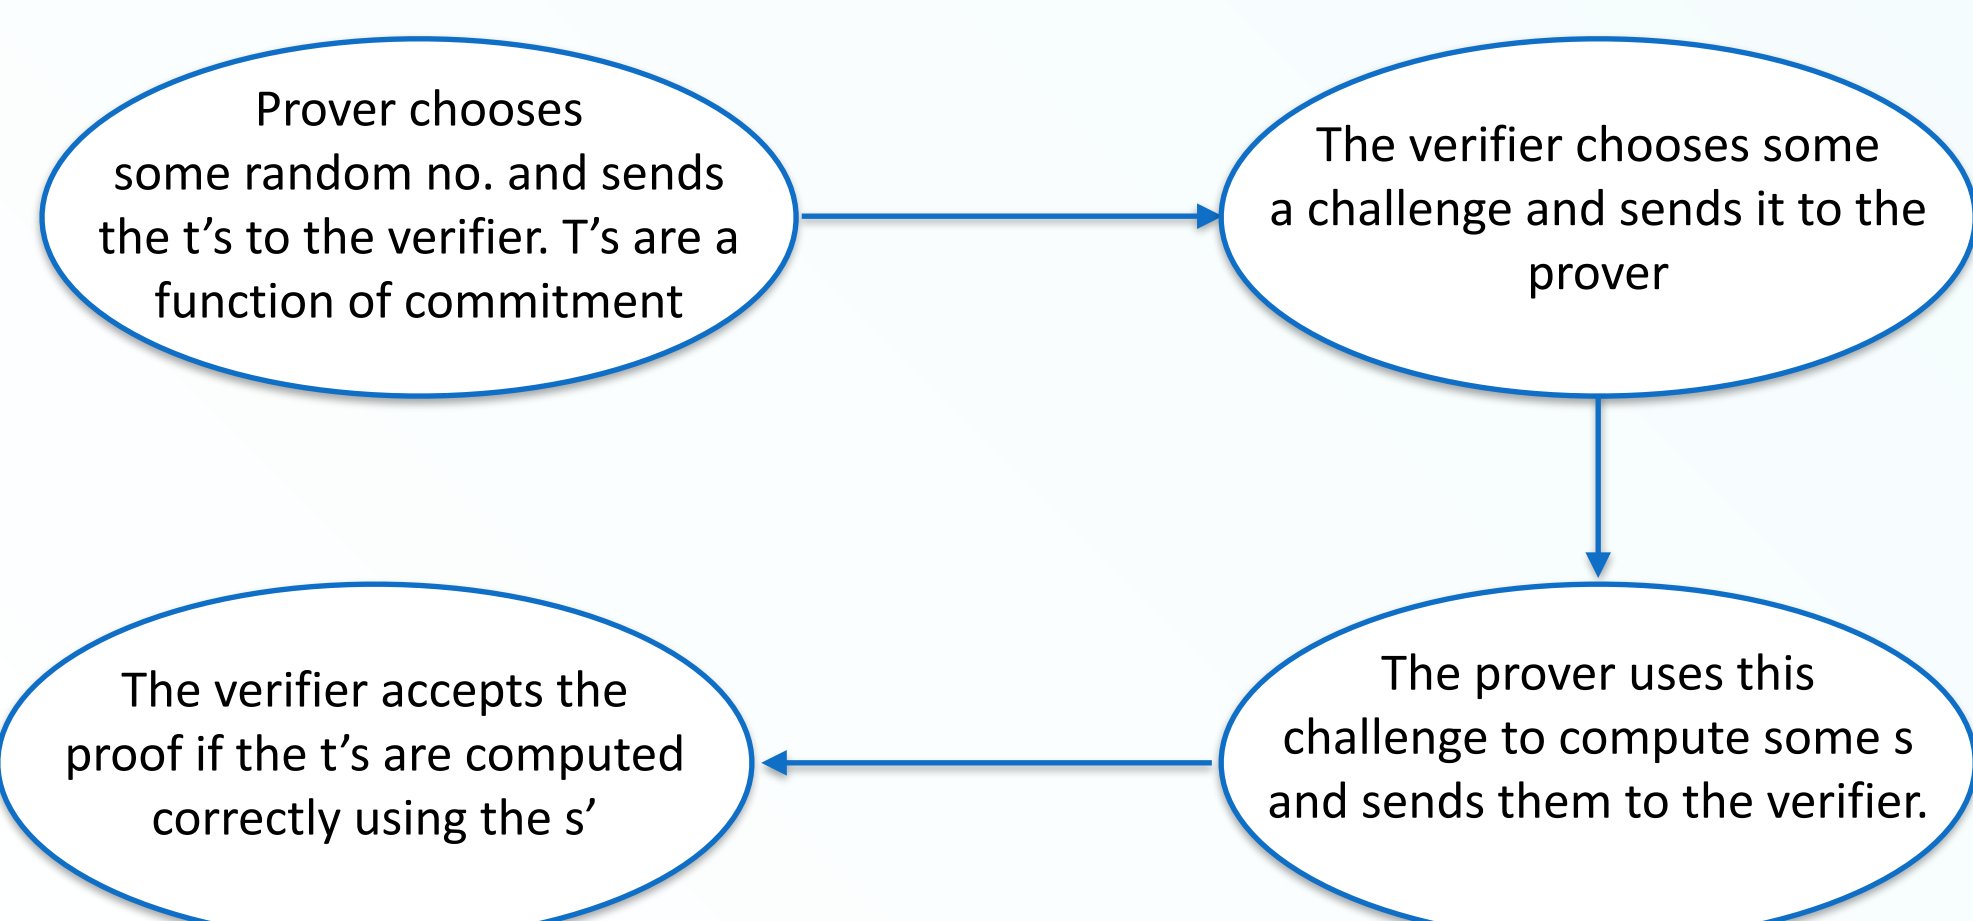 Prover chooses
some random no. and sends
the t’s to the verifier. T’s are a
function of commitment
The verifier chooses some
a challenge and sends it to the
prover
The prover uses this
challenge to compute some s
and sends them to the verifier.
The verifier accepts the
proof if the t’s are computed
correctly using the s’